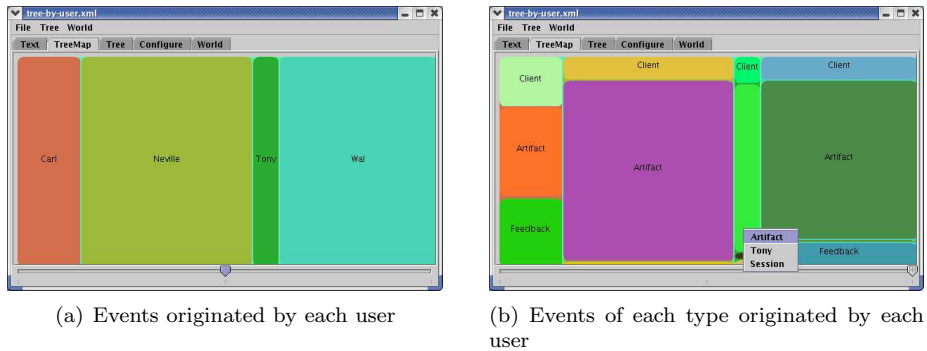 tree-by-user.xml
File Tree World
Text TreeMap Tree Configure World
Carl Neville Tony Wal
(a) Events originated by each user
tree-by-user.xml
File Tree World
Text TreeMap Tree Configure World
Client Client Client Client
Artifact Artifact Artifact
Feedback Feedback
Artifact
Tony
Session
(b) Events of each type originated by each
user